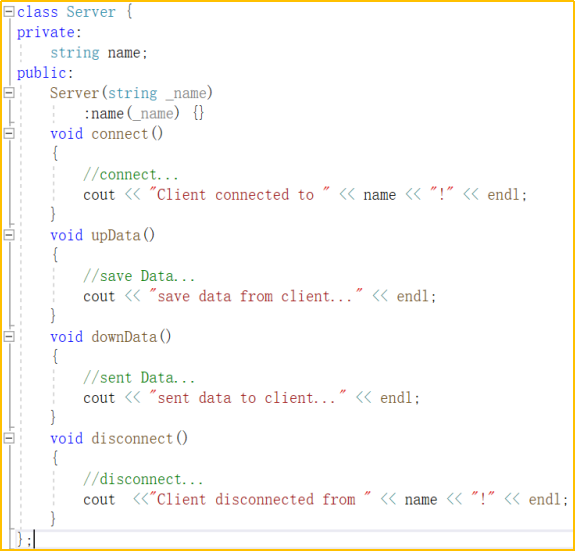 class Server {
private:
string name;
public:
Server(string _name)
:name(_name) {}
void connect()
{
//connect...
cout << "Client connected to " << name << "!" << endl;
}
void upData()
{
//save Data...
cout << "save data from client..." << endl;
}
void downData()
{
//sent Data...
cout << "sent data to client..." << endl;
}
void disconnect()
{
//disconnect...
cout  <<"Client disconnected from " << name << "!" << endl;
}
};